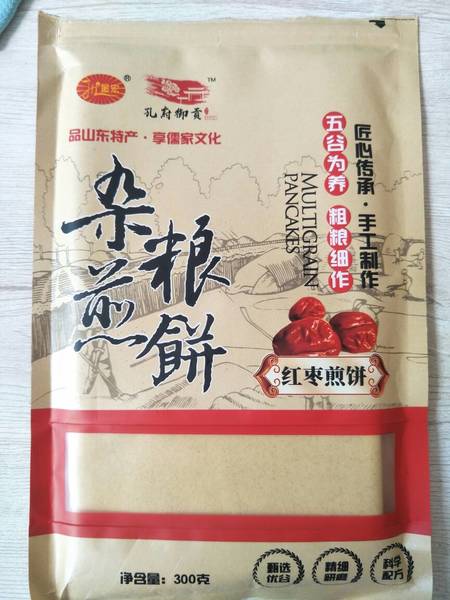 ®
TM
孔府御贡
品山东特产·享儒家文化
杂粮
煎饼
MULTIGRAIN
PANCAKES
五谷为养 粗粮细作
匠心传承·手工制作
红枣煎饼
净含量:300克
甄选
优谷
精细
研磨
科学
配方